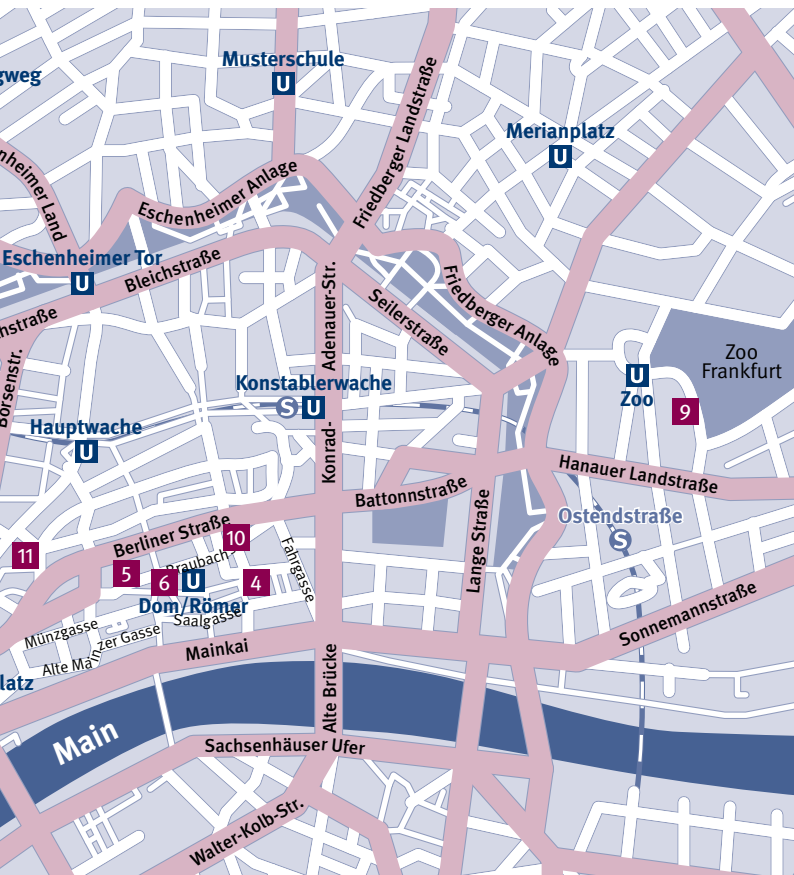 Musterschule
U
gweg
Friedberger Landstraße
Merianplatz
U
nheimer Land
Eschenheimer Anlage
Eschenheimer Tor
U
Bleichstraße
hstraße
Börsenstr.
Konrad-Adenauer-Str.
Seilerstraße
Friedberger Anlage
Zoo
Frankfurt
U
Zoo
9
Konstablerwache
S U
Hauptwache
U
Hanauer Landstraße
Battonnstraße
Lange Straße
Ostendstraße
S
Berliner Straße
10
11
5
6
U
4
Braubach
Fahrgasse
Dom/Römer
Saalgasse
Münzgasse
Alte Mainzer Gasse
Mainkai
Sonnemannstraße
latz
Alte Brücke
Main
Sachsenhäuser Ufer
Walter-Kolb-Str.